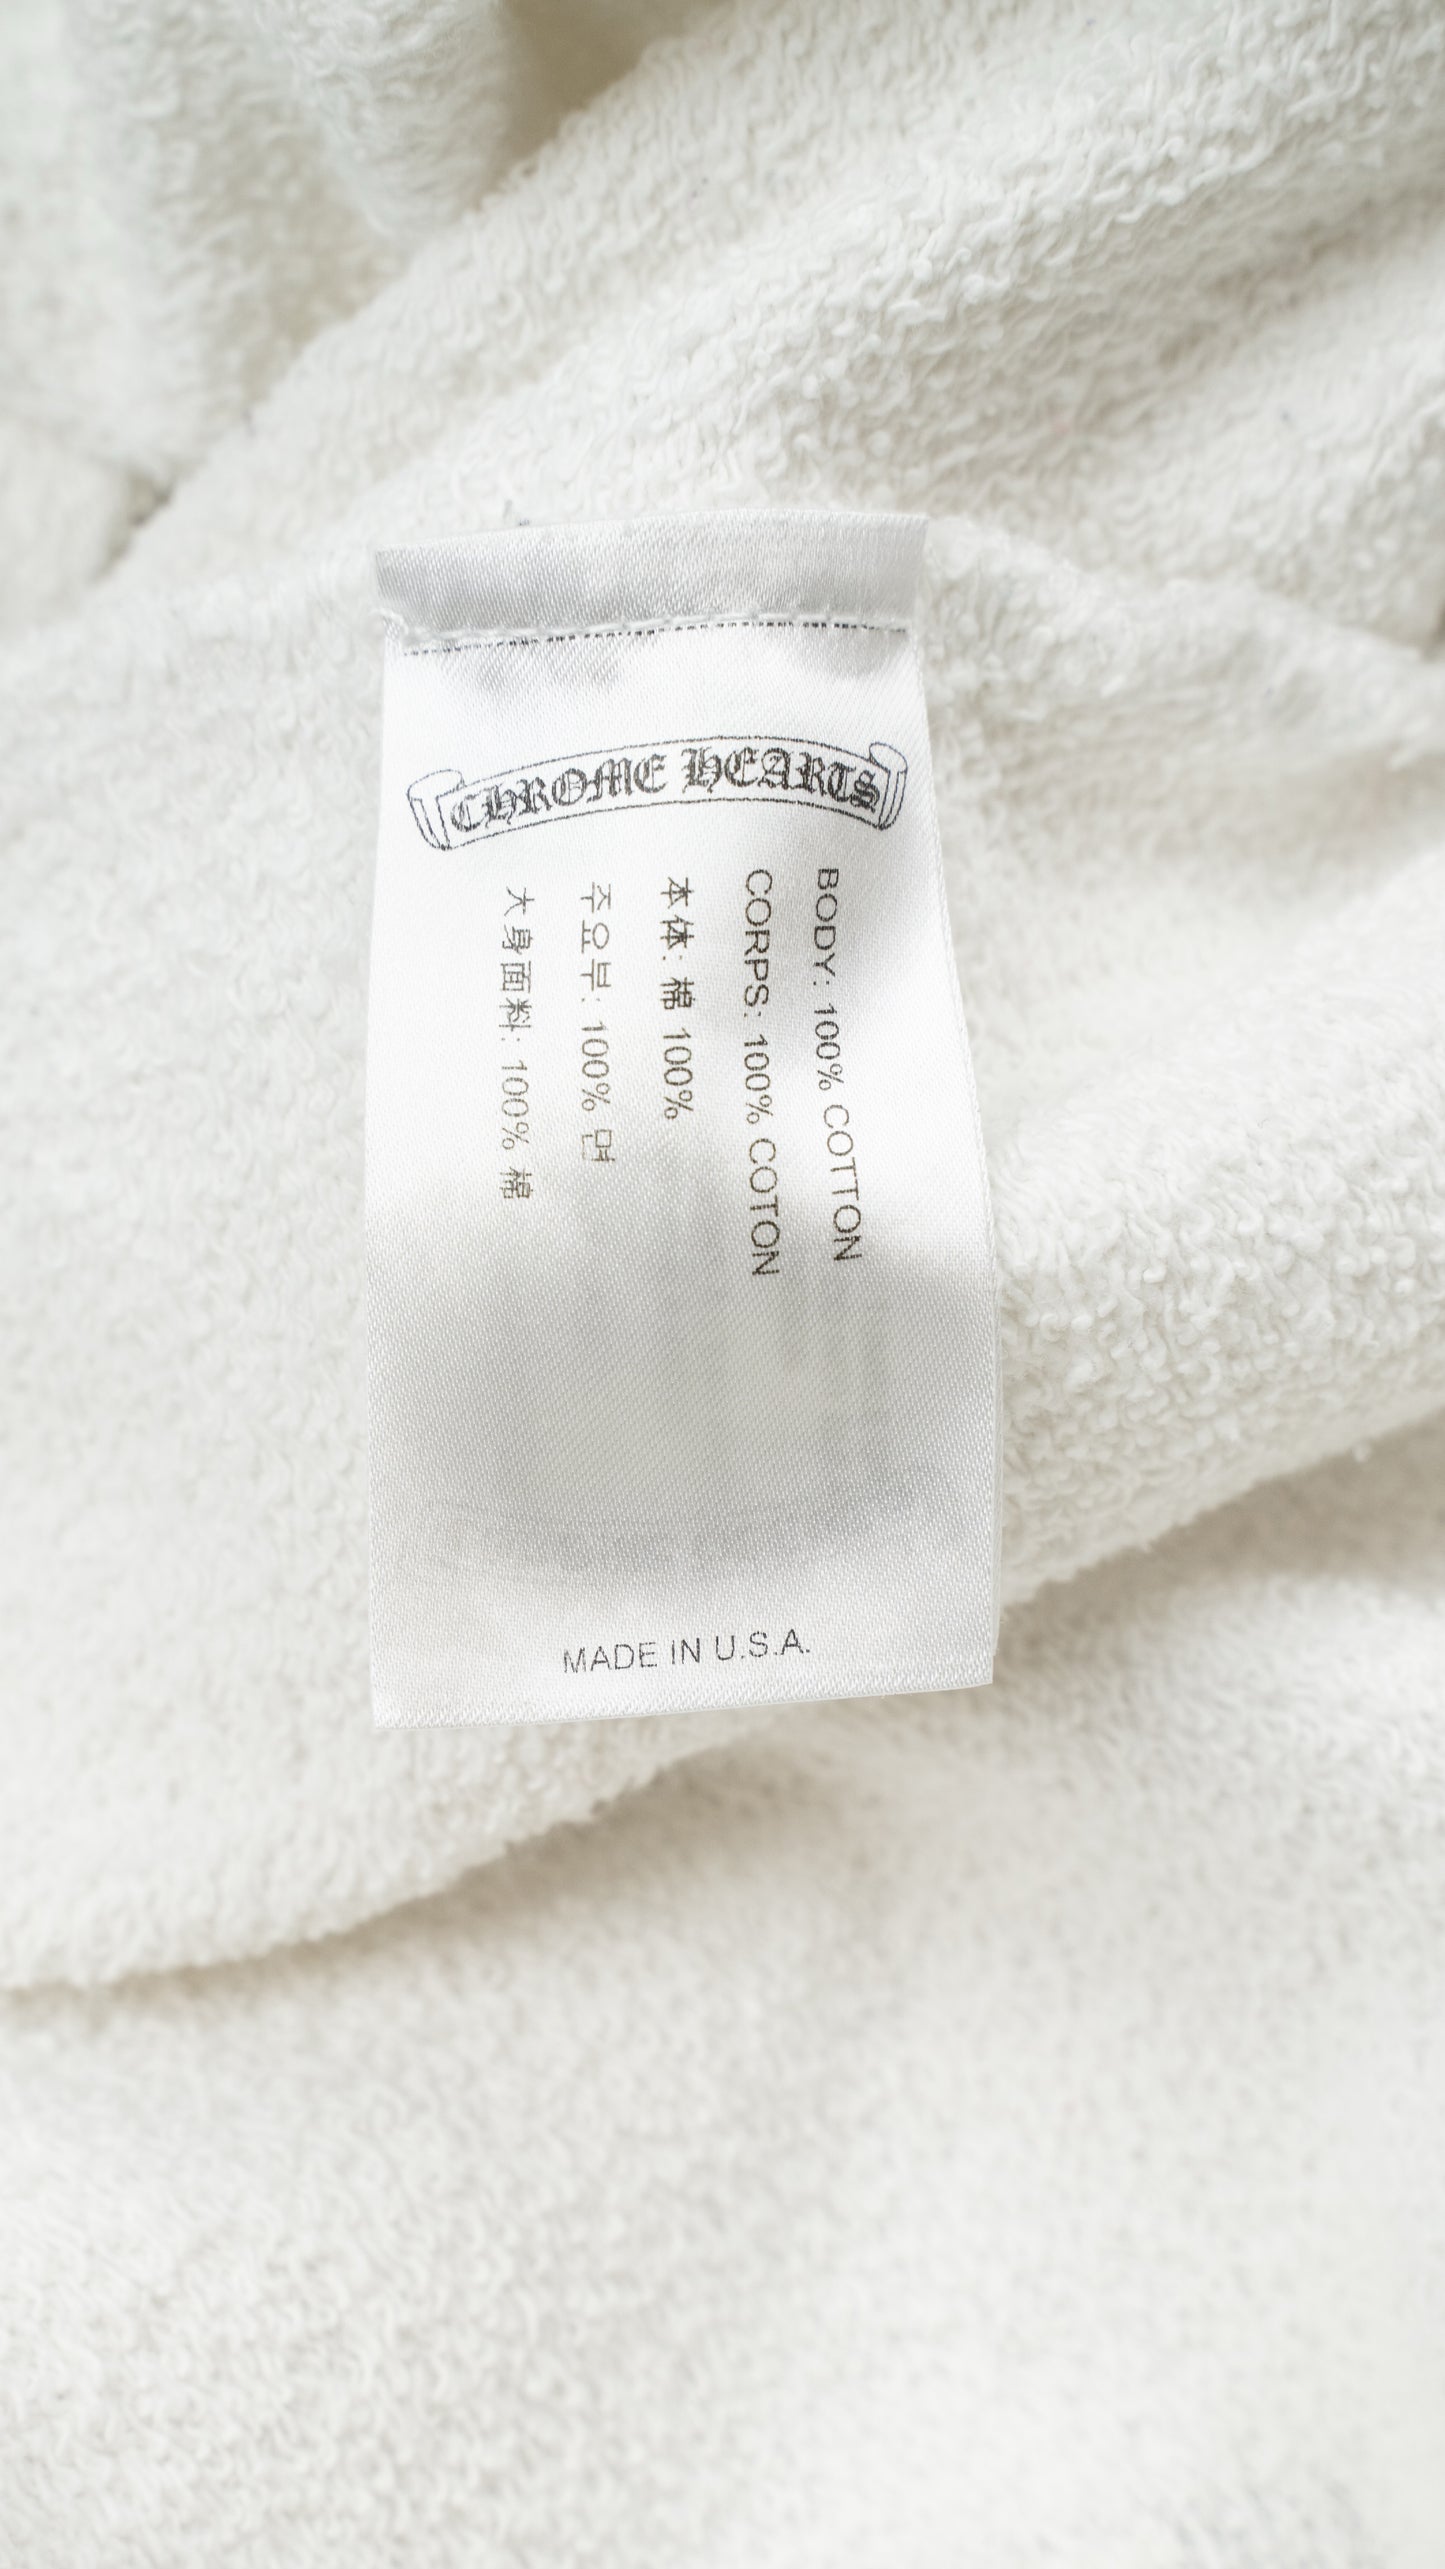 CHROME HEARTS
BODY: 100% COTTON
CORPS: 100% COTON
本体: 棉 100%
주요부: 100% 면
大身面料: 100% 棉
MADE IN U.S.A.